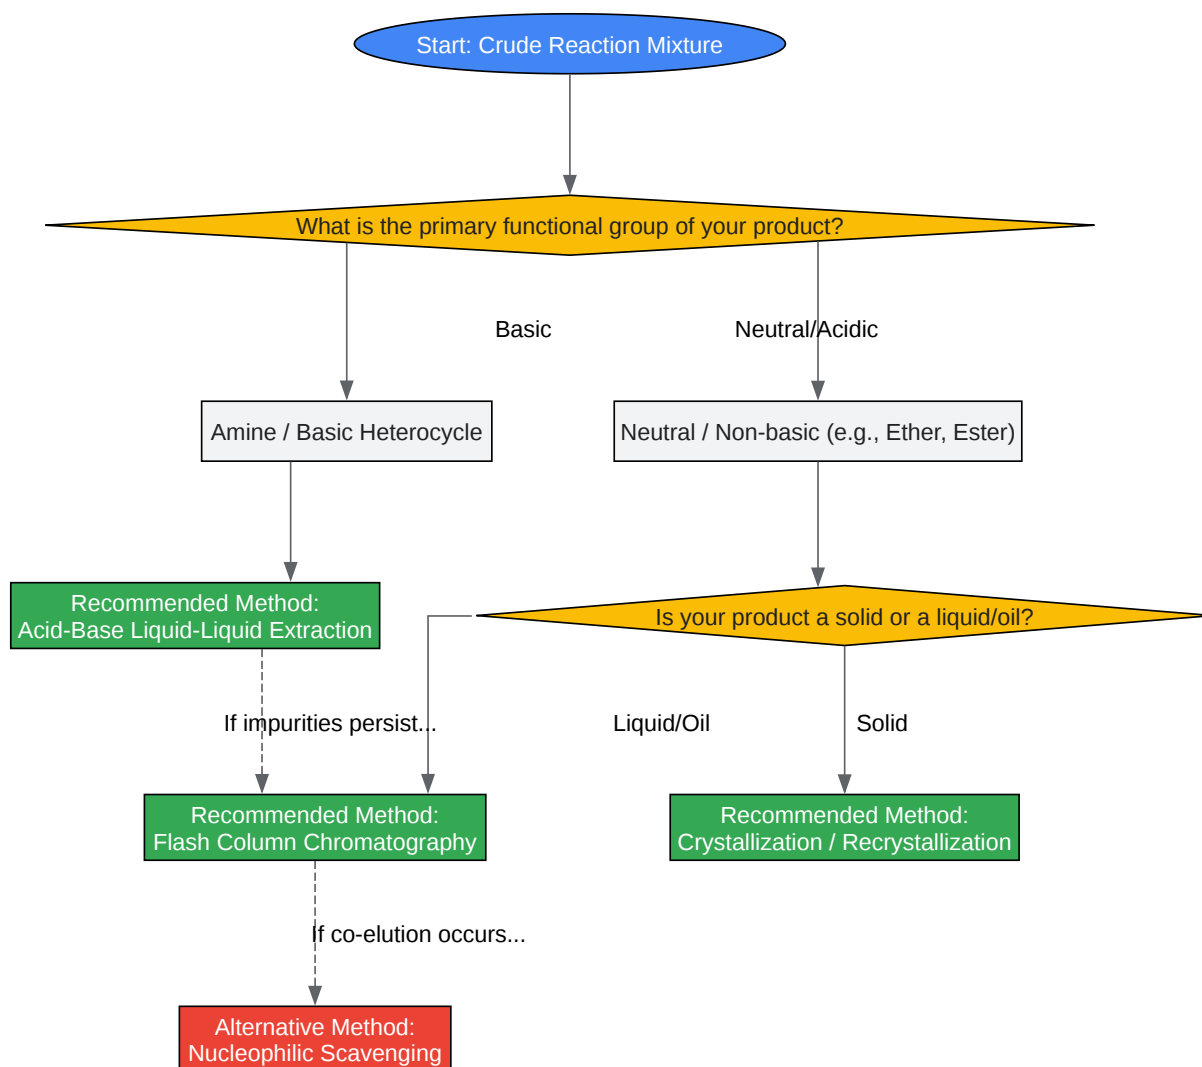 Start: Crude Reaction Mixture
What is the primary functional group of your product?
Basic
Neutral/Acidic
Amine / Basic Heterocycle
Neutral / Non-basic (e.g., Ether, Ester)
Recommended Method:
Acid-Base Liquid-Liquid Extraction
Is your product a solid or a liquid/oil?
If impurities persist...
Liquid/Oil
Solid
Recommended Method:
Flash Column Chromatography
Recommended Method:
Crystallization / Recrystallization
If co-elution occurs...
Alternative Method:
Nucleophilic Scavenging